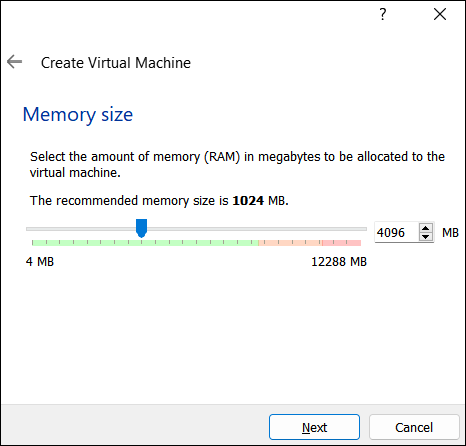 ?
Create Virtual Machine
Memory size
Select the amount of memory (RAM) in megabytes to be allocated to the
virtual machine.
The recommended memory size is 1024 MB.
4096 MB
4 MB 12288 MB
Next Cancel